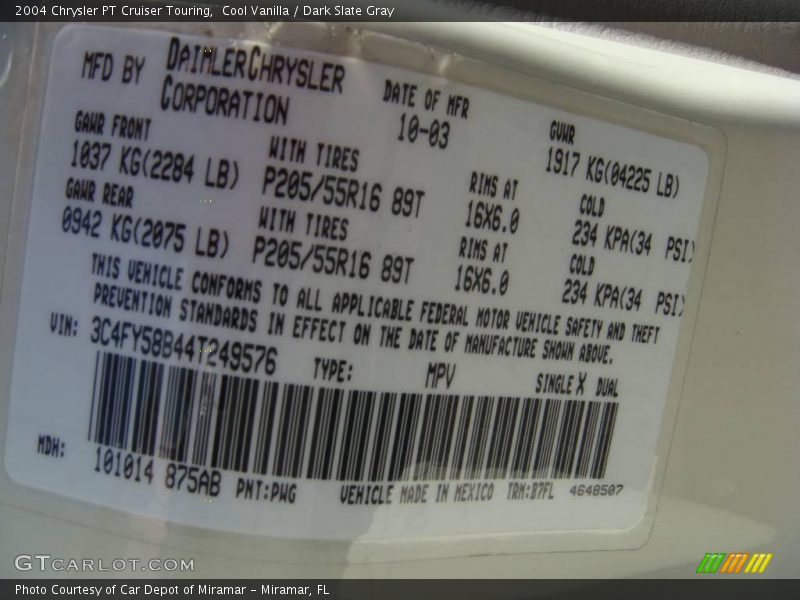 2004 Chrysler PT Cruiser Touring,  Cool Vanilla / Dark Slate Gray
MFD BY DAIMLERCHRYSLER CORPORATION
DATE OF MFR 10-03
GVWR 1917 KG(04225 LB)
GAWR FRONT 1037 KG(2284 LB)
WITH TIRES P205/55R16 89T
RIMS AT 16X6.0
COLD 234 KPA(34 PSI)
GAWR REAR 0942 KG(2075 LB)
WITH TIRES P205/55R16 89T
RIMS AT 16X6.0
COLD 234 KPA(34 PSI)
THIS VEHICLE CONFORMS TO ALL APPLICABLE FEDERAL MOTOR VEHICLE SAFETY AND THEFT
PREVENTION STANDARDS IN EFFECT ON THE DATE OF MANUFACTURE SHOWN ABOVE.
VIN: 3C4FY58B44T249576
TYPE: MPV SINGLE X DUAL
MDH: 101014 875AB PNT:PWG VEHICLE MADE IN MEXICO TRM:B7FL 4648507
GTCARLOT.COM
Photo Courtesy of Car Depot of Miramar – Miramar, FL